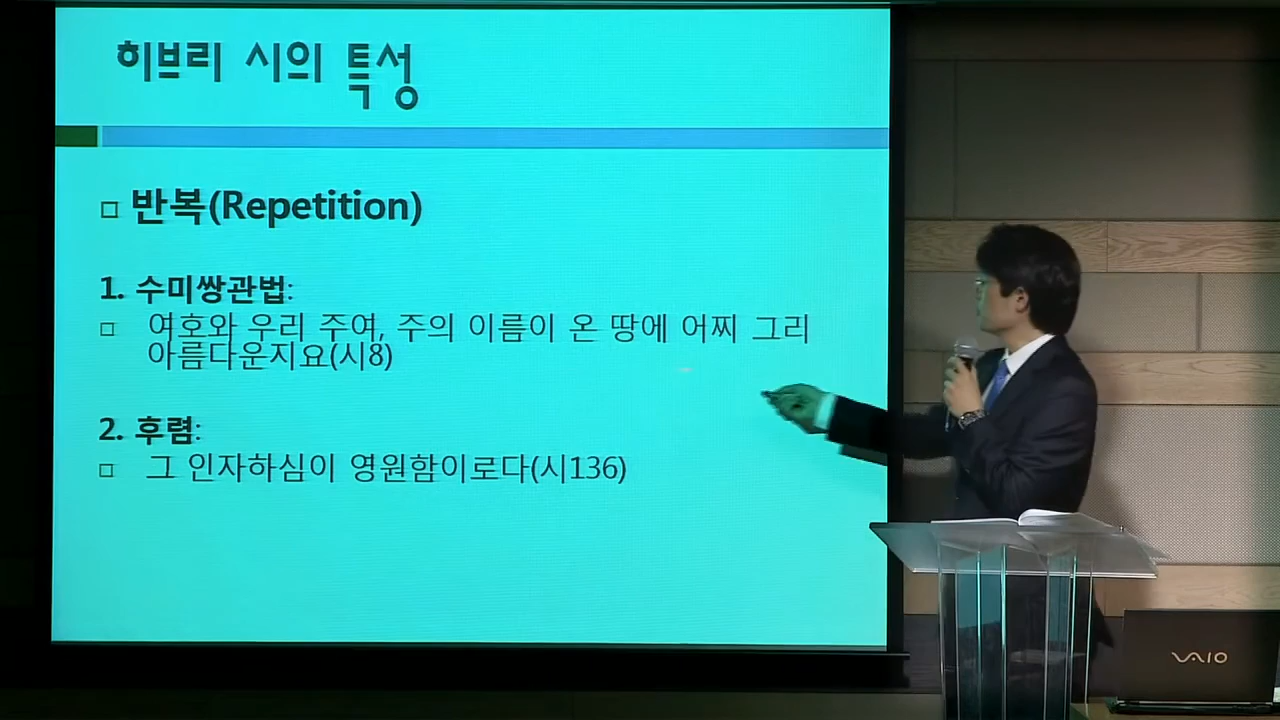 히브리 시의 특성
반복(Repetition)
1. 수미쌍관법:
여호와 우리 주여, 주의 이름이 온 땅에 어찌 그리
아름다운지요(시8)
2. 후렴:
그 인자하심이 영원함이로다(시136)
VAIO